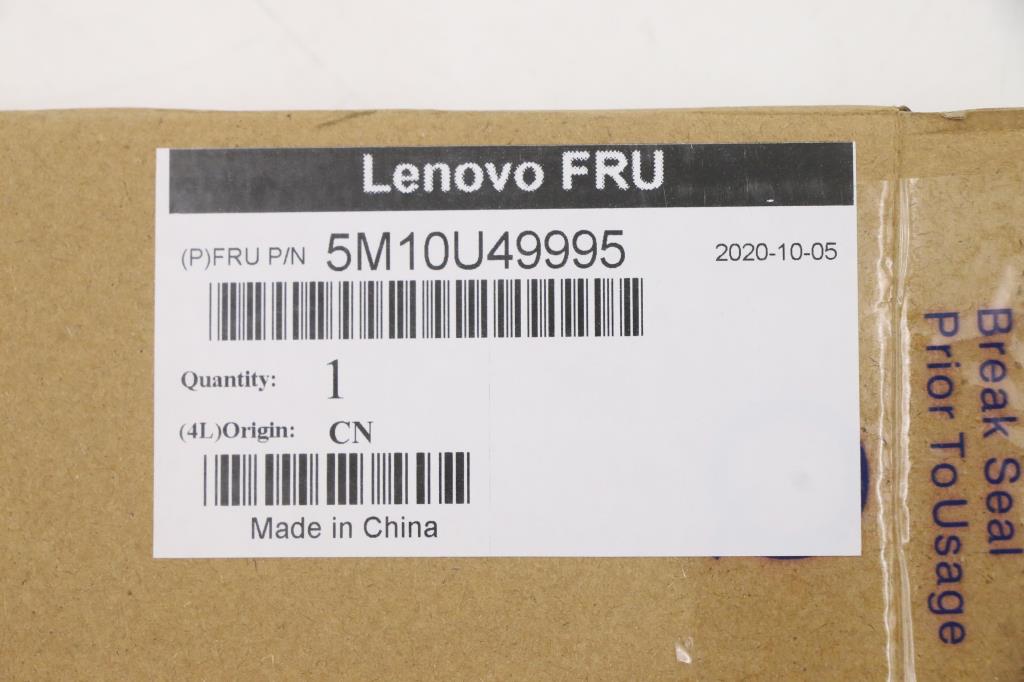 Lenovo FRU
(P)FRU P/N 5M10U49995 2020-10-05
Quantity: 1
(4L)Origin: CN
Made in China
Break Seal
Prior To Usage